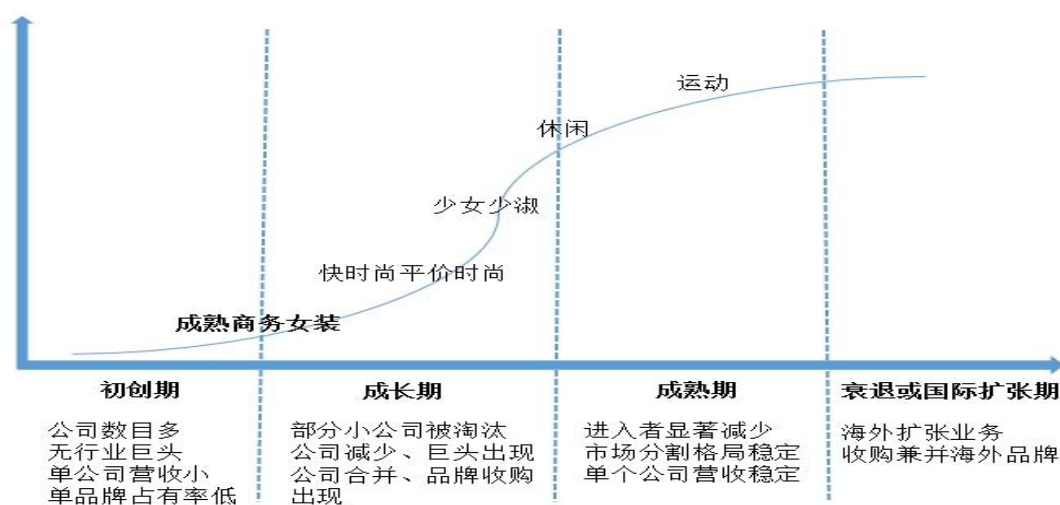 运动
休闲
少女少淑
快时尚平价时尚
成熟商务女装
初创期
公司数目多
无行业巨头
单公司营收小
单品牌占有率低
成长期
部分小公司被淘汰
公司减少、巨头出现
公司合并、品牌收购
出现
成熟期
进入者显著减少
市场分割格局稳定
单个公司营收稳定
衰退或国际扩张期
海外扩张业务
收购兼并海外品牌